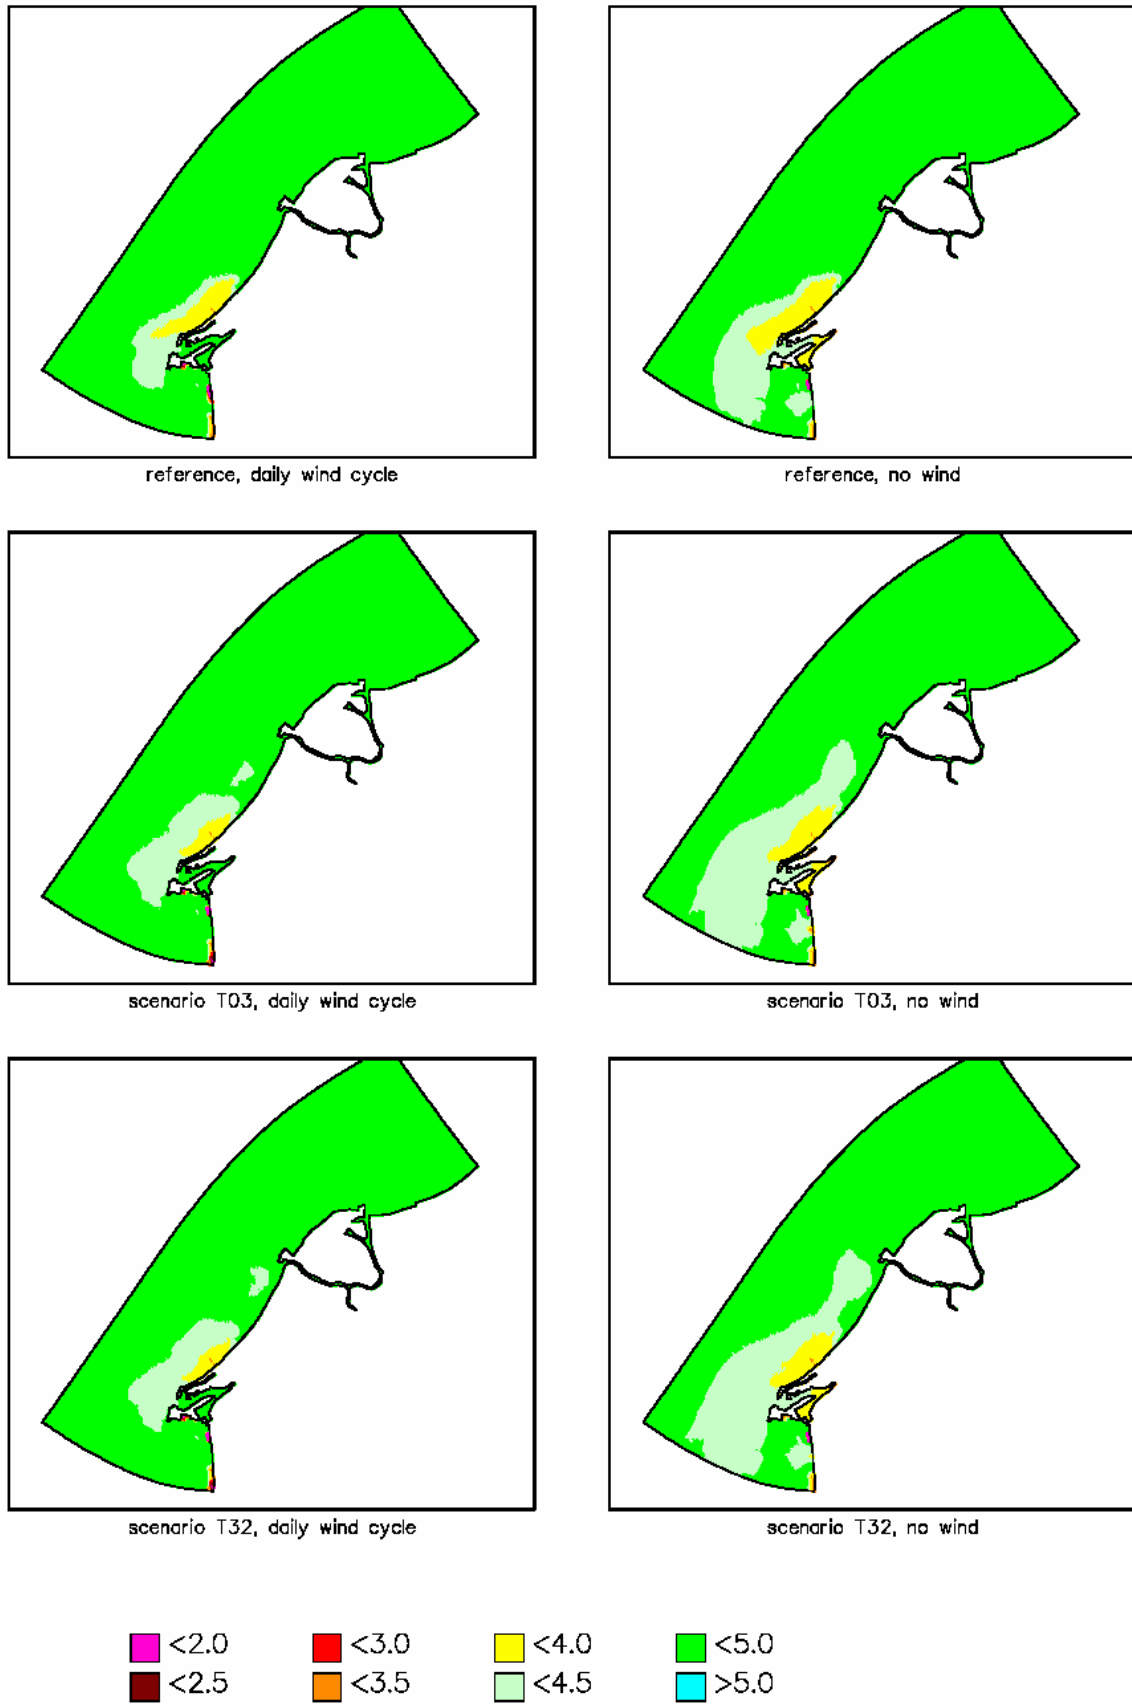 reference, daily wind cycle
reference, no wind
scenario T03, daily wind cycle
scenario T03, no wind
scenario T32, daily wind cycle
scenario T32, no wind
<2.0 <3.0 <4.0 <5.0
<2.5 <3.5 <4.5 >5.0